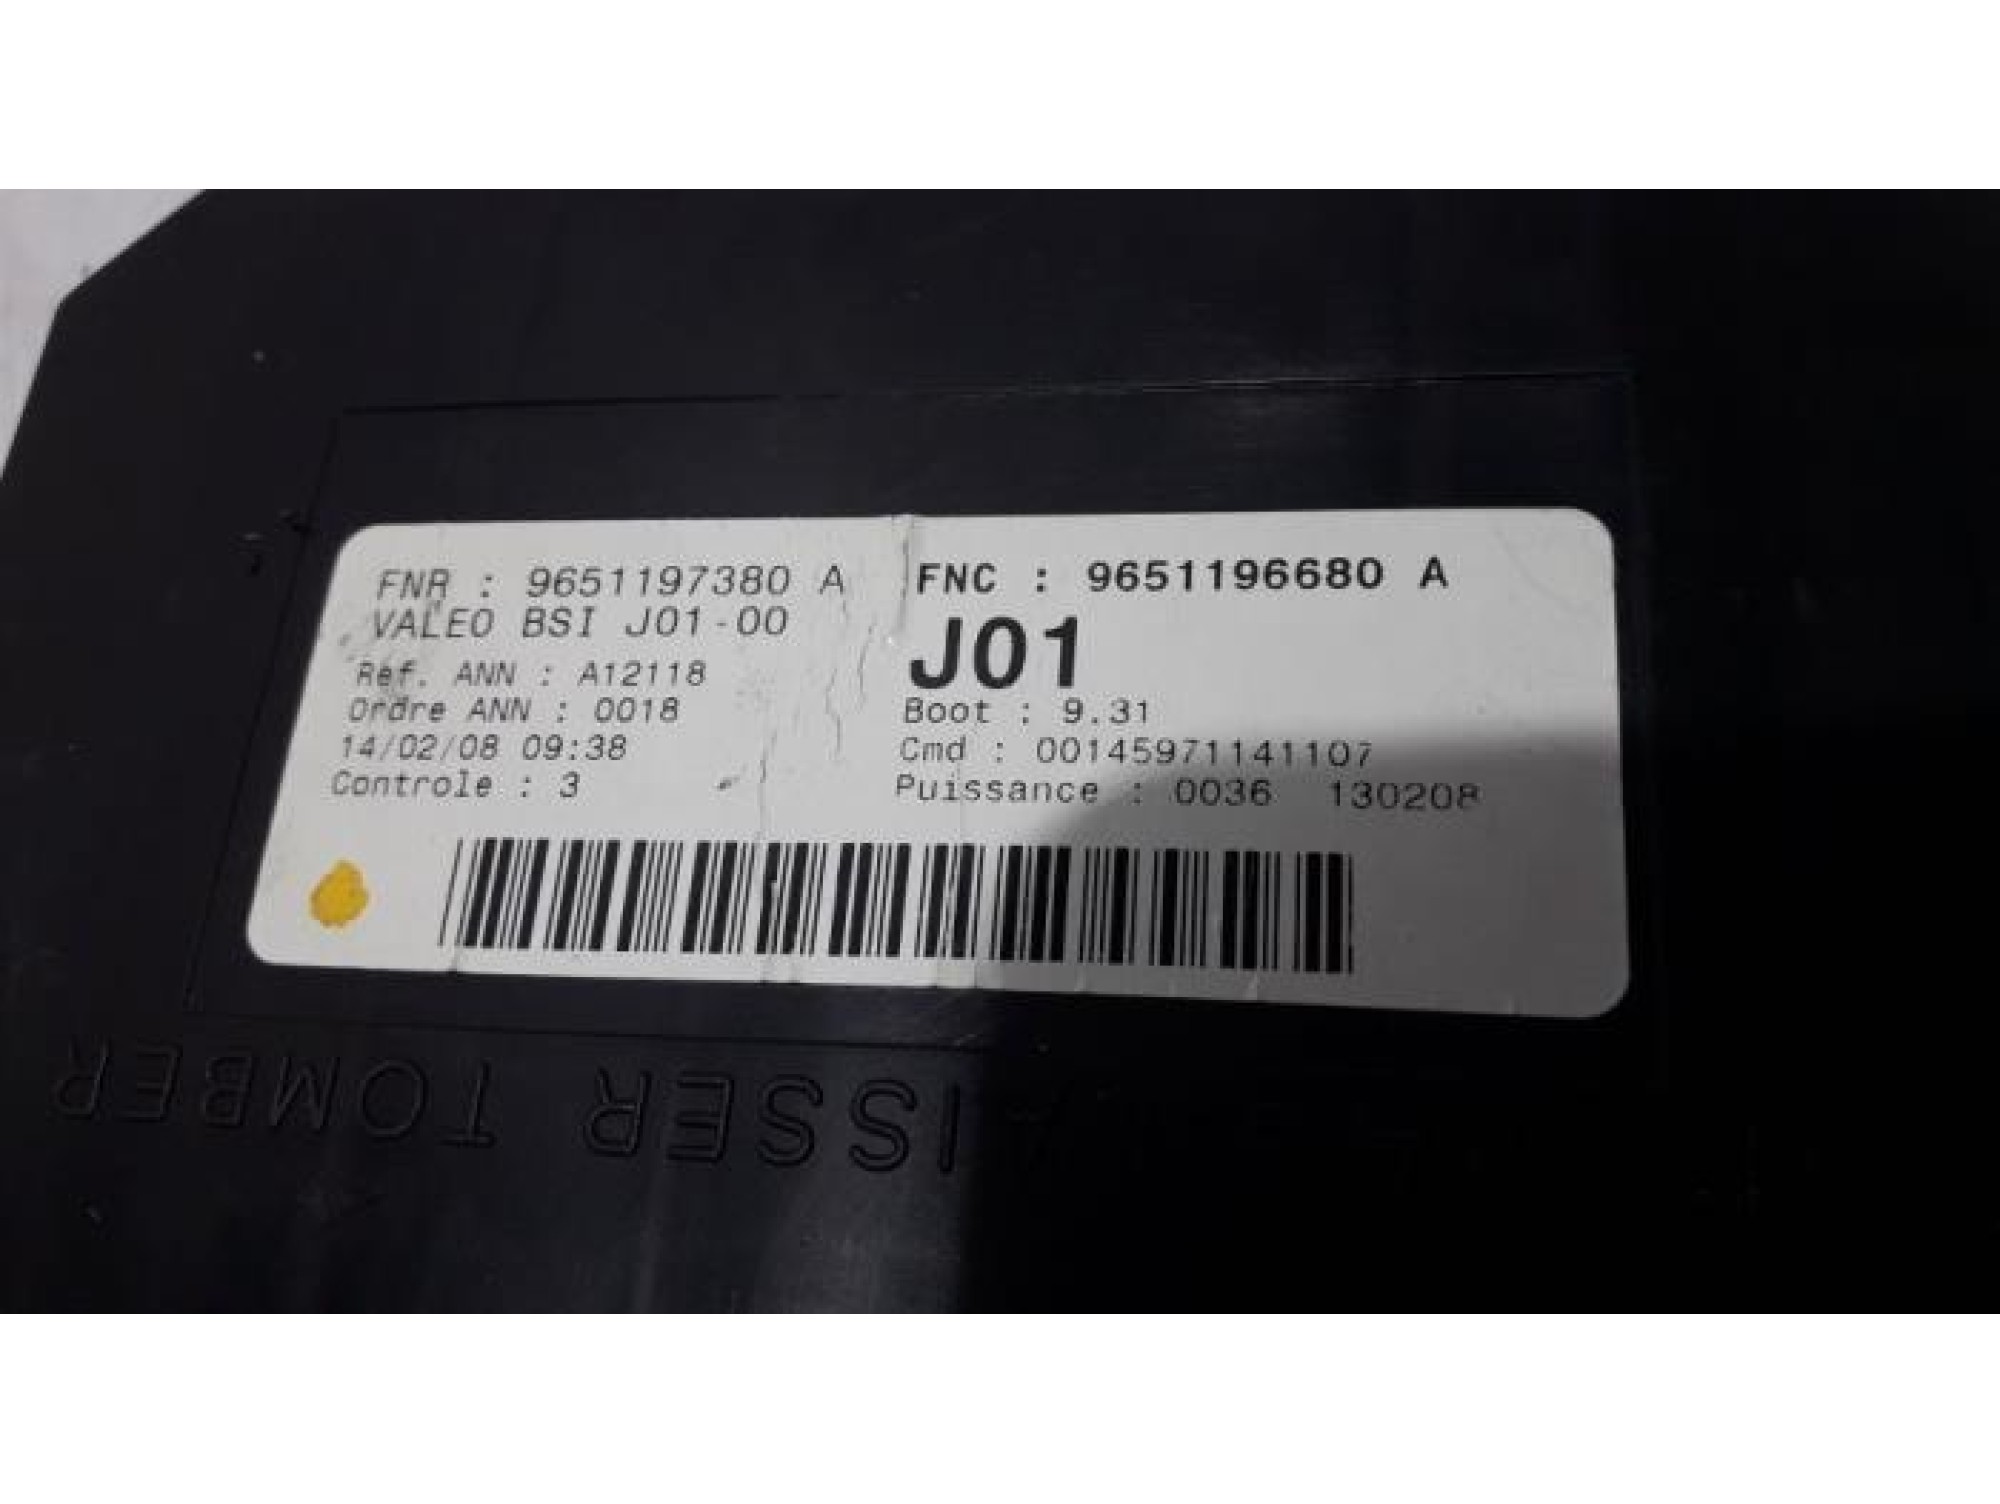 FNR : 9651197380 A
VALEO BSI J01-00
Ref. ANN : A12118
Ordre ANN : 0018
14/02/08 09:38
Controle : 3
FNC : 9651196680 A
J01
Boot : 9.31
Cmd : 00145971141107
Puissance : 0036 130208
ISSER TOMBER